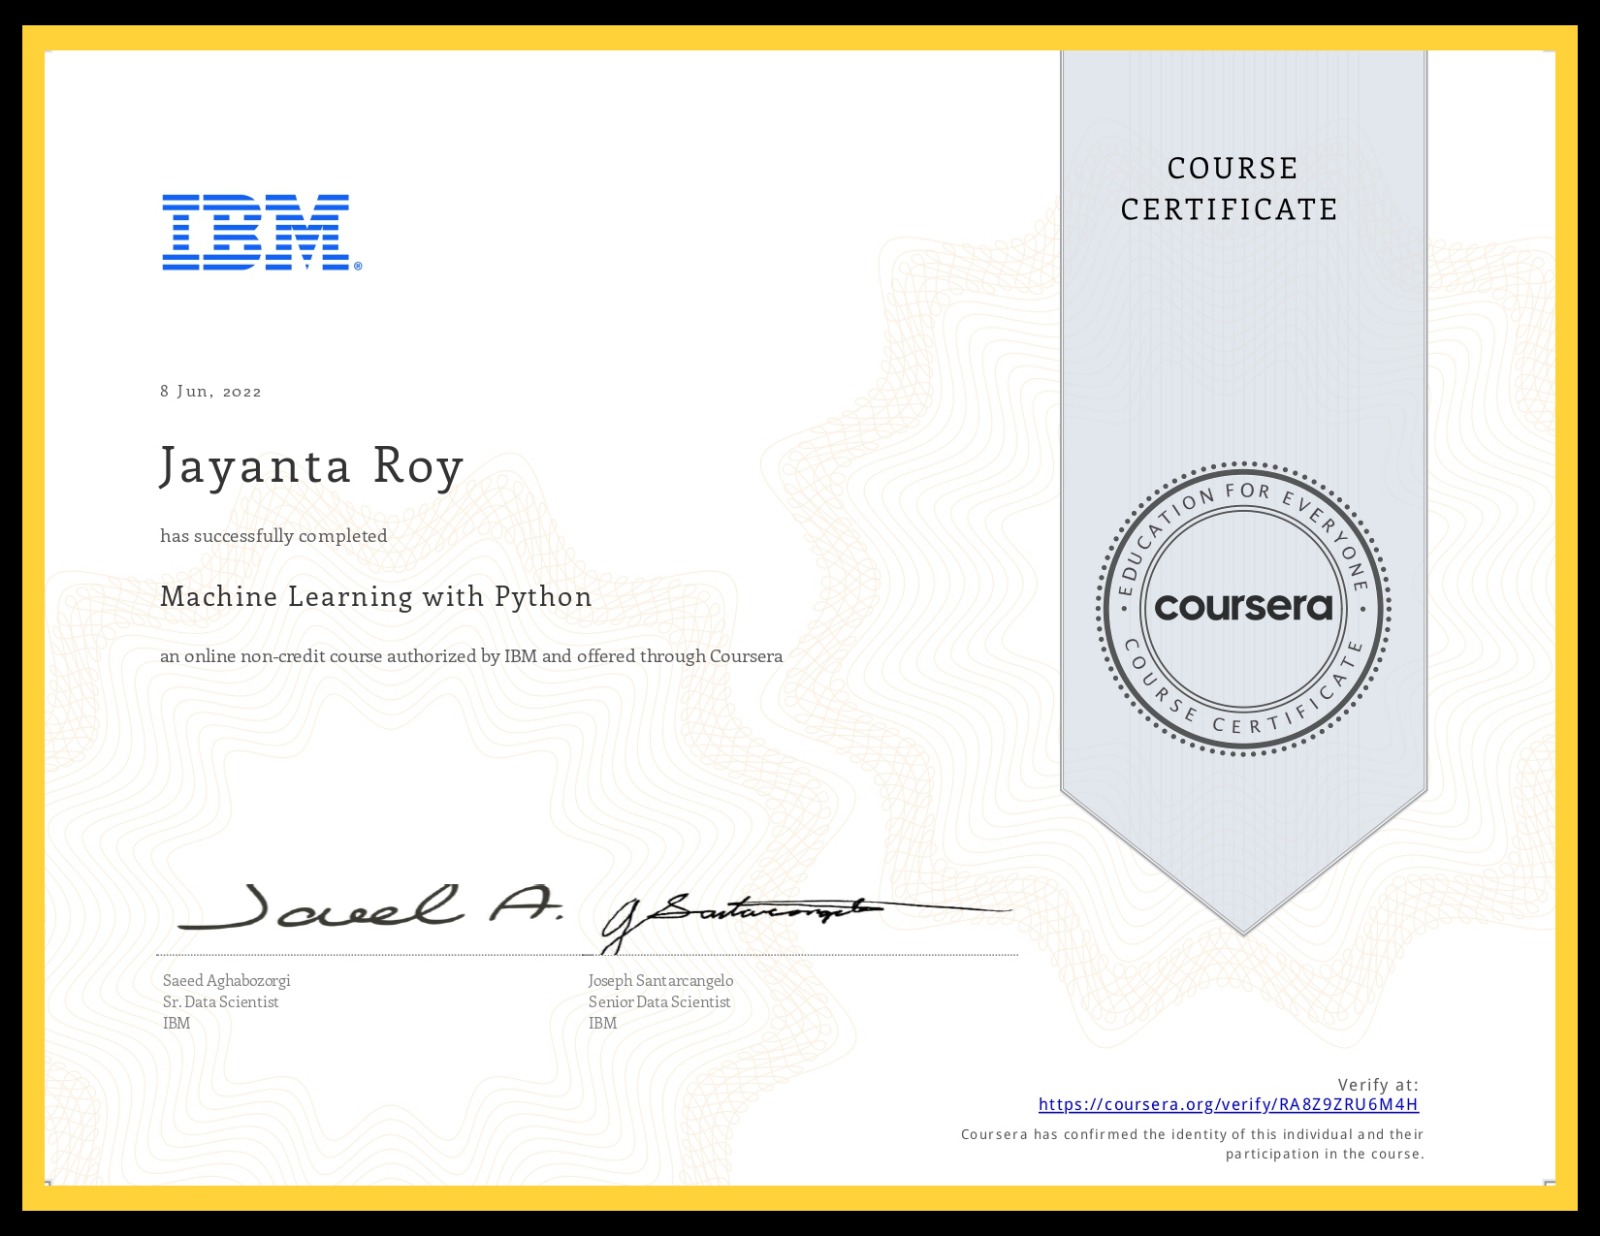 COURSE
CERTIFICATE
IBM®
8 Jun, 2022
Jayanta Roy
has successfully completed
Machine Learning with Python
an online non-credit course authorized by IBM and offered through Coursera
EDUCATION FOR EVERYONE
coursera
COURSE CERTIFICATE
Saeed A.
J Santarcangelo
Saeed Aghabozorgi
Sr. Data Scientist
IBM
Joseph Santarcangelo
Senior Data Scientist
IBM
Verify at:
https://coursera.org/verify/RA8Z9ZRU6M4H
Coursera has confirmed the identity of this individual and their
participation in the course.